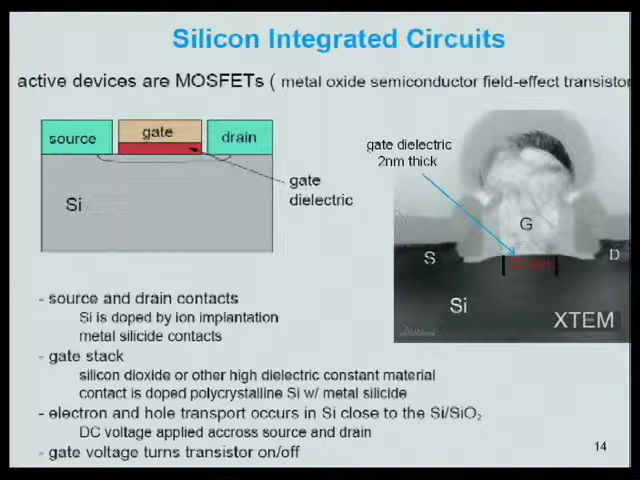 Silicon Integrated Circuits
active devices are MOSFETs ( metal oxide semiconductor field-effect transistor
source
gate
drain
gate
dielectric
Si
gate dielectric
2nm thick
G
S
D
Si
XTEM
- source and drain contacts
Si is doped by ion implantation
metal silicide contacts
- gate stack
silicon dioxide or other high dielectric constant material
contact is doped polycrystalline Si w/ metal silicide
- electron and hole transport occurs in Si close to the Si/SiO2
DC voltage applied accross source and drain
- gate voltage turns transistor on/off
14